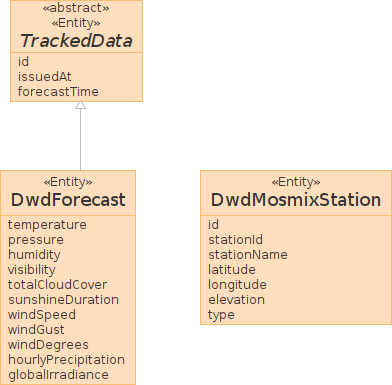 «abstract»
«Entity»
TrackedData
id
issuedAt
forecastTime
«Entity»
DwdForecast
temperature
pressure
humidity
visibility
totalCloudCover
sunshineDuration
windSpeed
windGust
windDegrees
hourlyPrecipitation
globalIrradiance
«Entity»
DwdMosmixStation
id
stationId
stationName
latitude
longitude
elevation
type